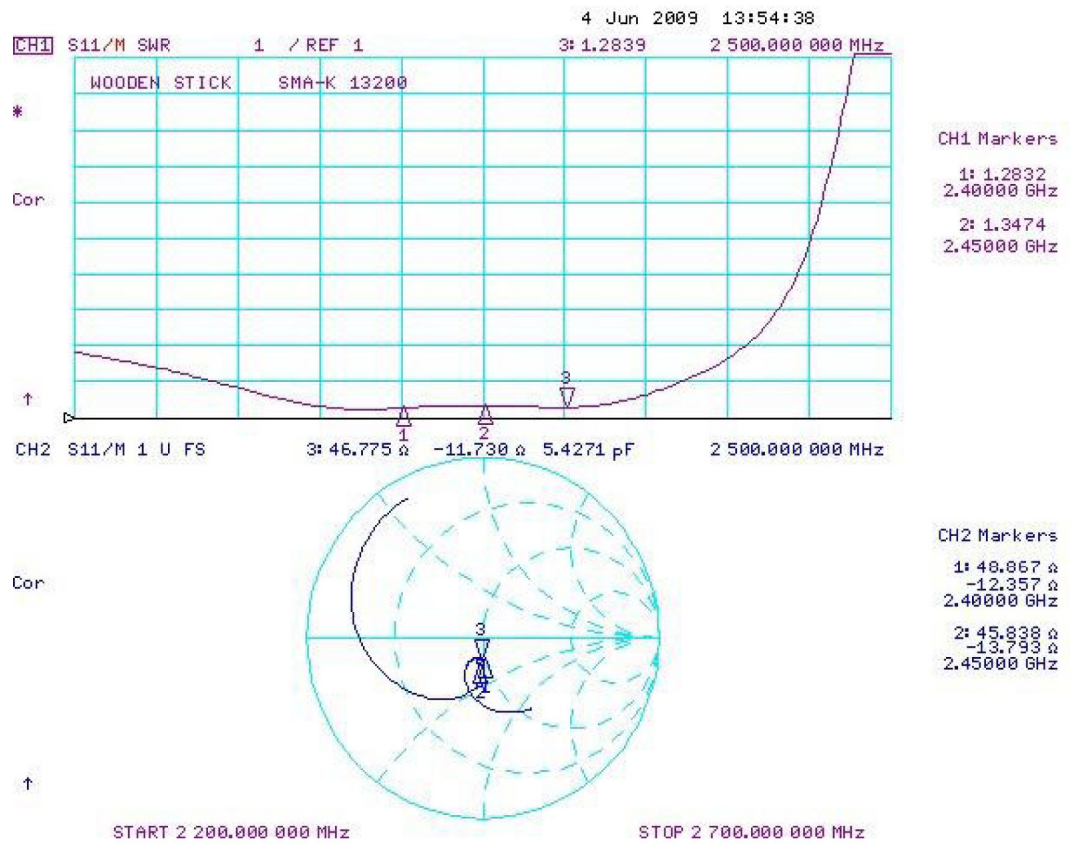 4 Jun 2009 13:54:38
CH1 S11/M SWR 1 / REF 1 3: 1.2839 2 500.000 000 MHz
WOODEN STICK SMA-K 13200
*
CH1 Markers
1: 1.2832
2.40000 GHz
Cor
2: 1.3474
2.45000 GHz
3
↑
1 2
CH2 S11/M 1 U FS 3: 46.775 Ω -11.730 Ω 5.4271 pF 2 500.000 000 MHz
CH2 Markers
1: 48.867 Ω
-12.357 Ω
2.40000 GHz
Cor
2: 45.838 Ω
-13.793 Ω
2.45000 GHz
3
1
2
↑
START 2 200.000 000 MHz STOP 2 700.000 000 MHz